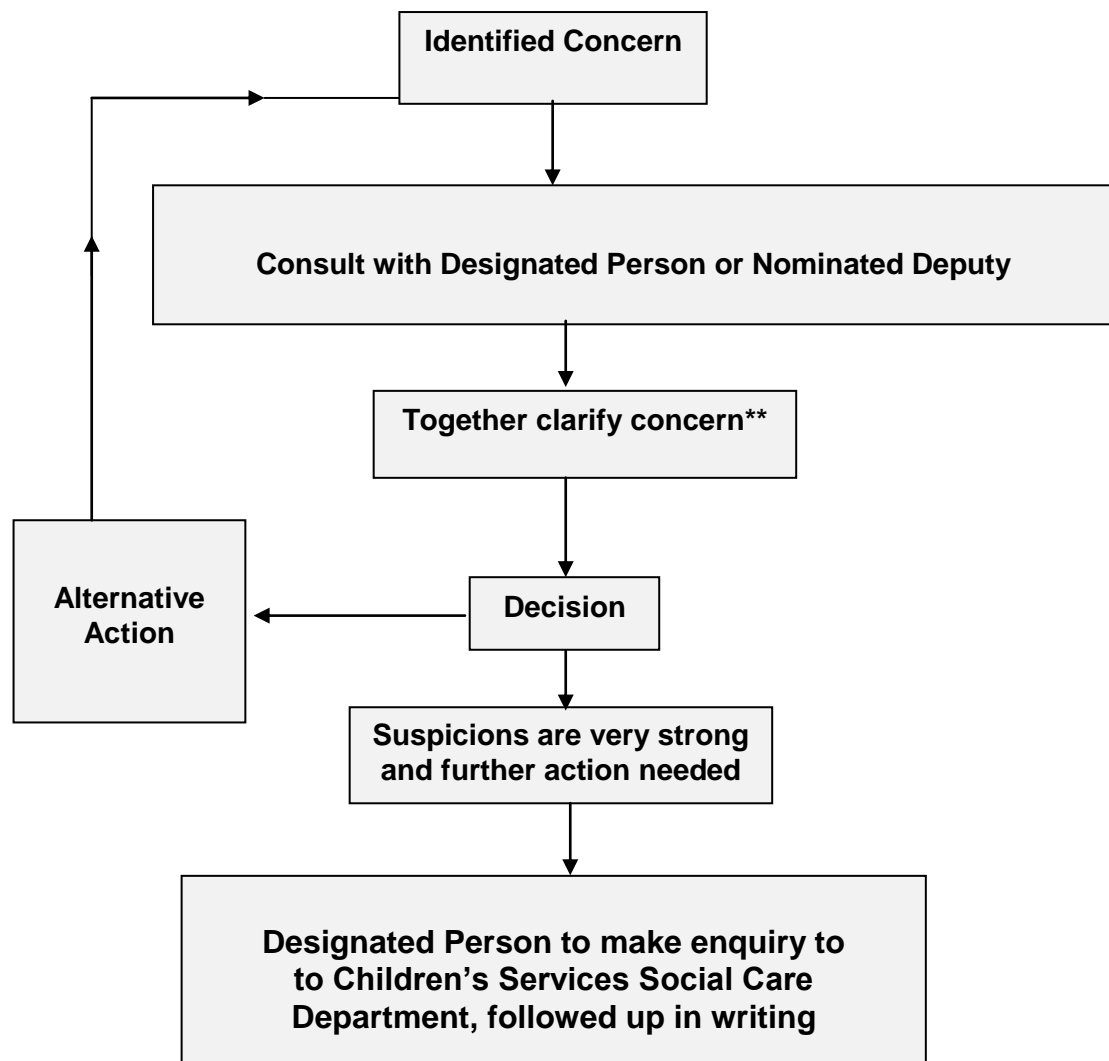 Identified Concern
Consult with Designated Person or Nominated Deputy
Together clarify concern**
Alternative
Action
Decision
Suspicions are very strong
and further action needed
Designated Person to make enquiry to
to Children’s Services Social Care
Department, followed up in writing